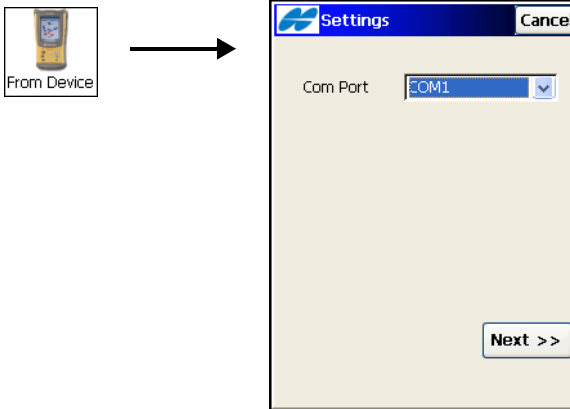 Settings
Cance
From Device
Com Port
COM1
Next >>